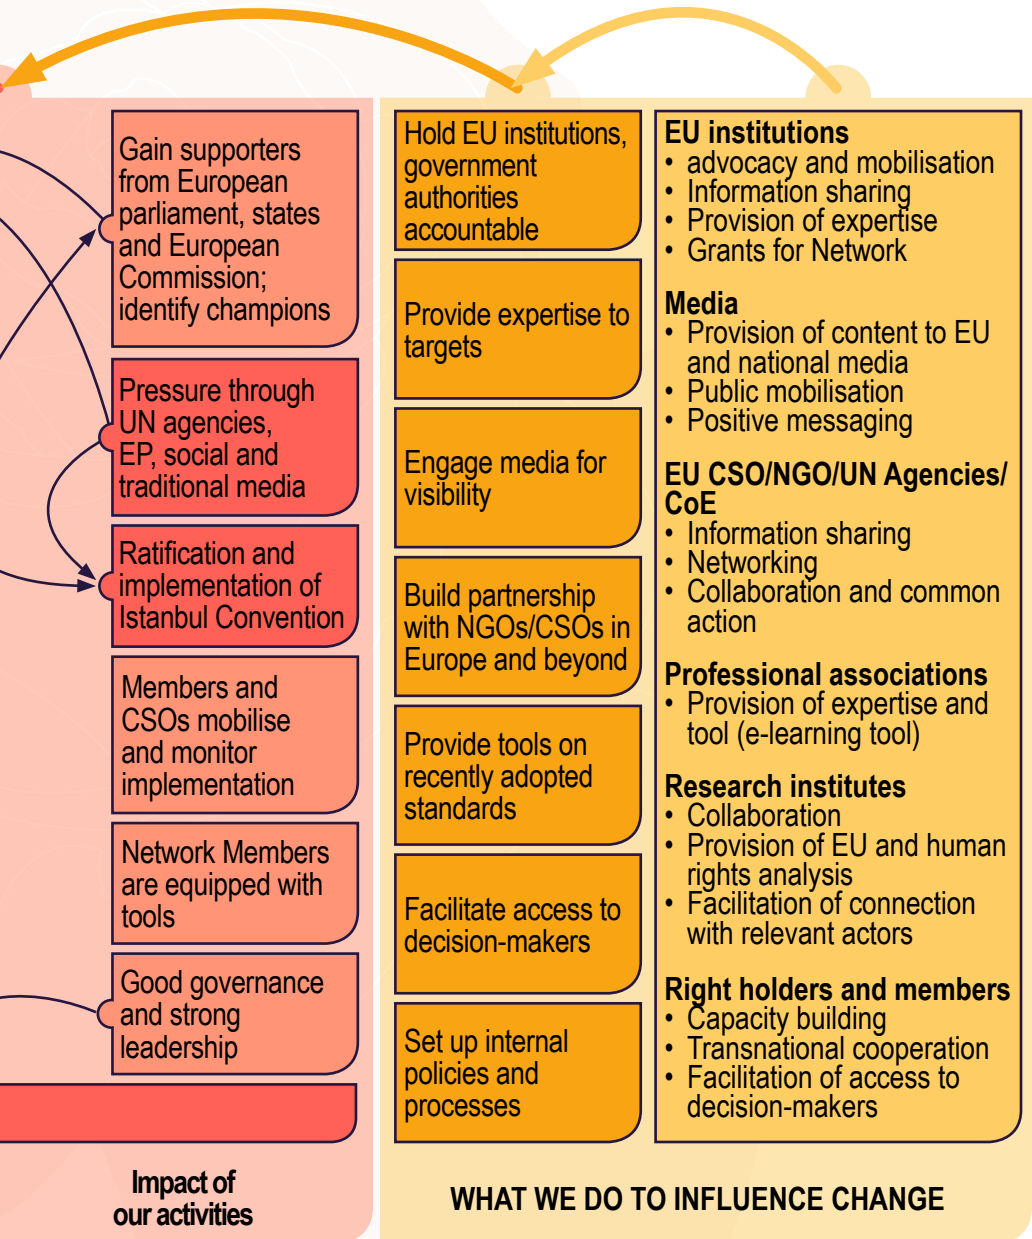 Gain supporters
from European
parliament, states
and European
Commission;
identify champions
Pressure through
UN agencies,
EP, social and
traditional media
Ratification and
implementation of
Istanbul Convention
Members and
CSOs mobilise
and monitor
implementation
Network Members
are equipped with
tools
Good governance
and strong
leadership
Impact of
our activities
Hold EU institutions,
government
authorities
accountable
Provide expertise to
targets
Engage media for
visibility
Build partnership
with NGOs/CSOs in
Europe and beyond
Provide tools on
recently adopted
standards
Facilitate access to
decision-makers
Set up internal
policies and
processes
EU institutions
• advocacy and mobilisation
• Information sharing
• Provision of expertise
• Grants for Network
Media
• Provision of content to EU
and national media
• Public mobilisation
• Positive messaging
EU CSO/NGO/UN Agencies/
CoE
• Information sharing
• Networking
• Collaboration and common
action
Professional associations
• Provision of expertise and
tool (e-learning tool)
Research institutes
• Collaboration
• Provision of EU and human
rights analysis
• Facilitation of connection
with relevant actors
Right holders and members
• Capacity building
• Transnational cooperation
• Facilitation of access to
decision-makers
WHAT WE DO TO INFLUENCE CHANGE